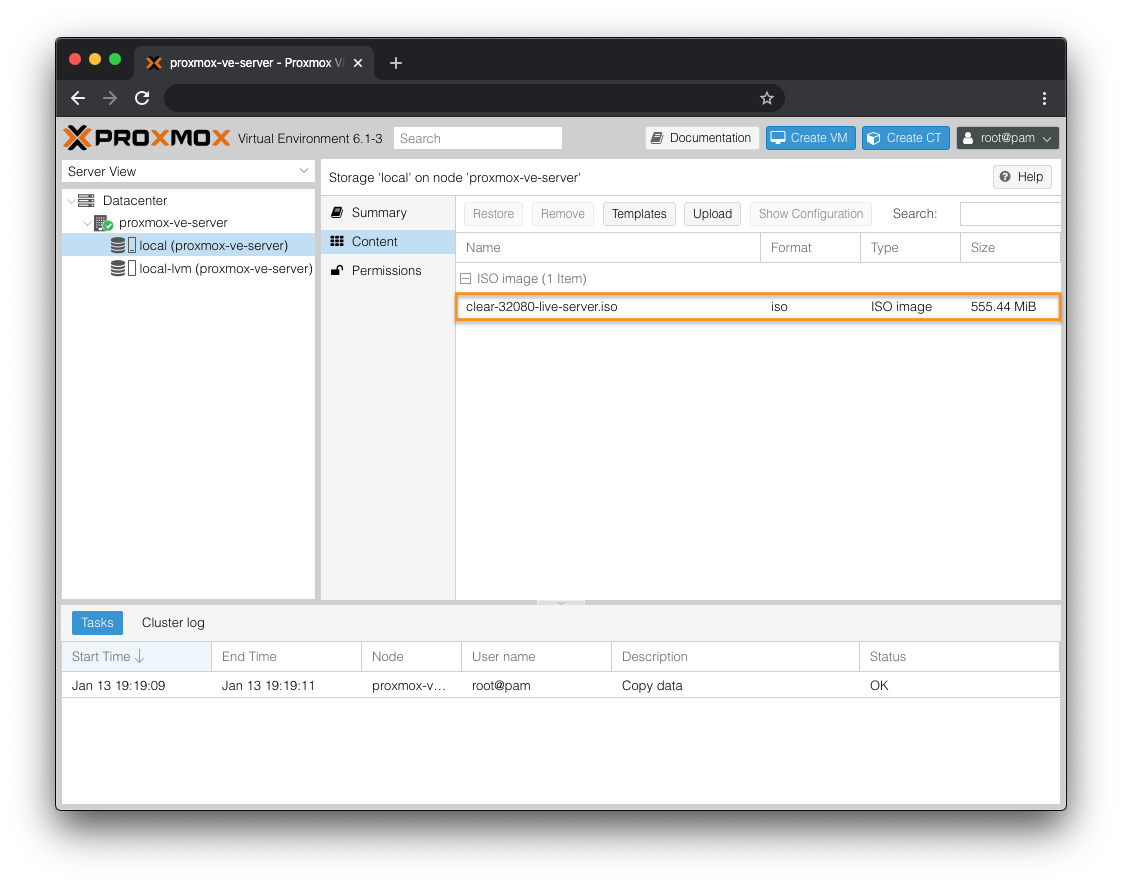 proxmox-ve-server - Proxmox Vi
PROXMOX Virtual Environment 6.1-3 Search Documentation Create VM Create CT root@pam
Server View
Storage 'local' on node 'proxmox-ve-server' Help
Datacenter
proxmox-ve-server
local (proxmox-ve-server)
local-lvm (proxmox-ve-server)
Summary
Content
Permissions
Restore Remove Templates Upload Show Configuration Search:
Name Format Type Size
ISO image (1 Item)
clear-32080-live-server.iso iso ISO image 555.44 MiB
Tasks Cluster log
Start Time End Time Node User name Description Status
Jan 13 19:19:09 Jan 13 19:19:11 proxmox-v… root@pam Copy data OK